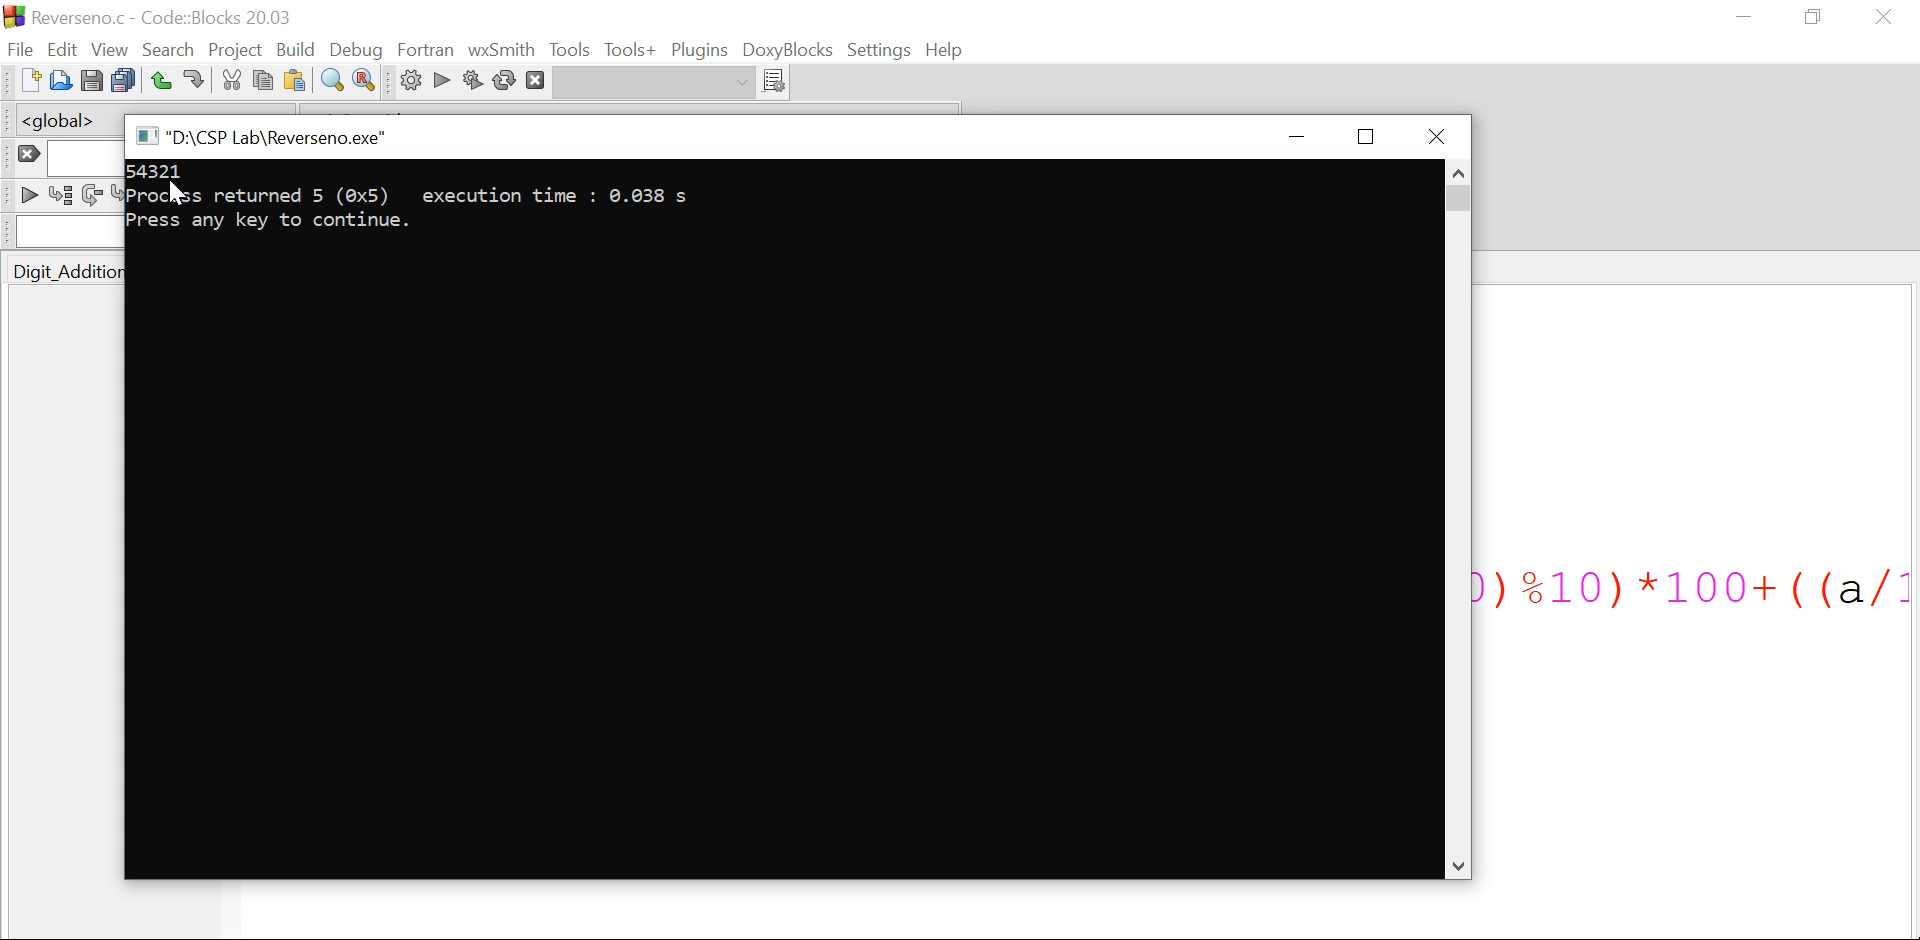 Reverseno.c - Code::Blocks 20.03
File Edit View Search Project Build Debug Fortran wxSmith Tools Tools+ Plugins DoxyBlocks Settings Help
<global>
"D:\CSP Lab\Reverseno.exe"
54321
Process returned 5 (0x5) execution time : 0.038 s
Press any key to continue.
Digit_Addition
)%10)*100+((a/1